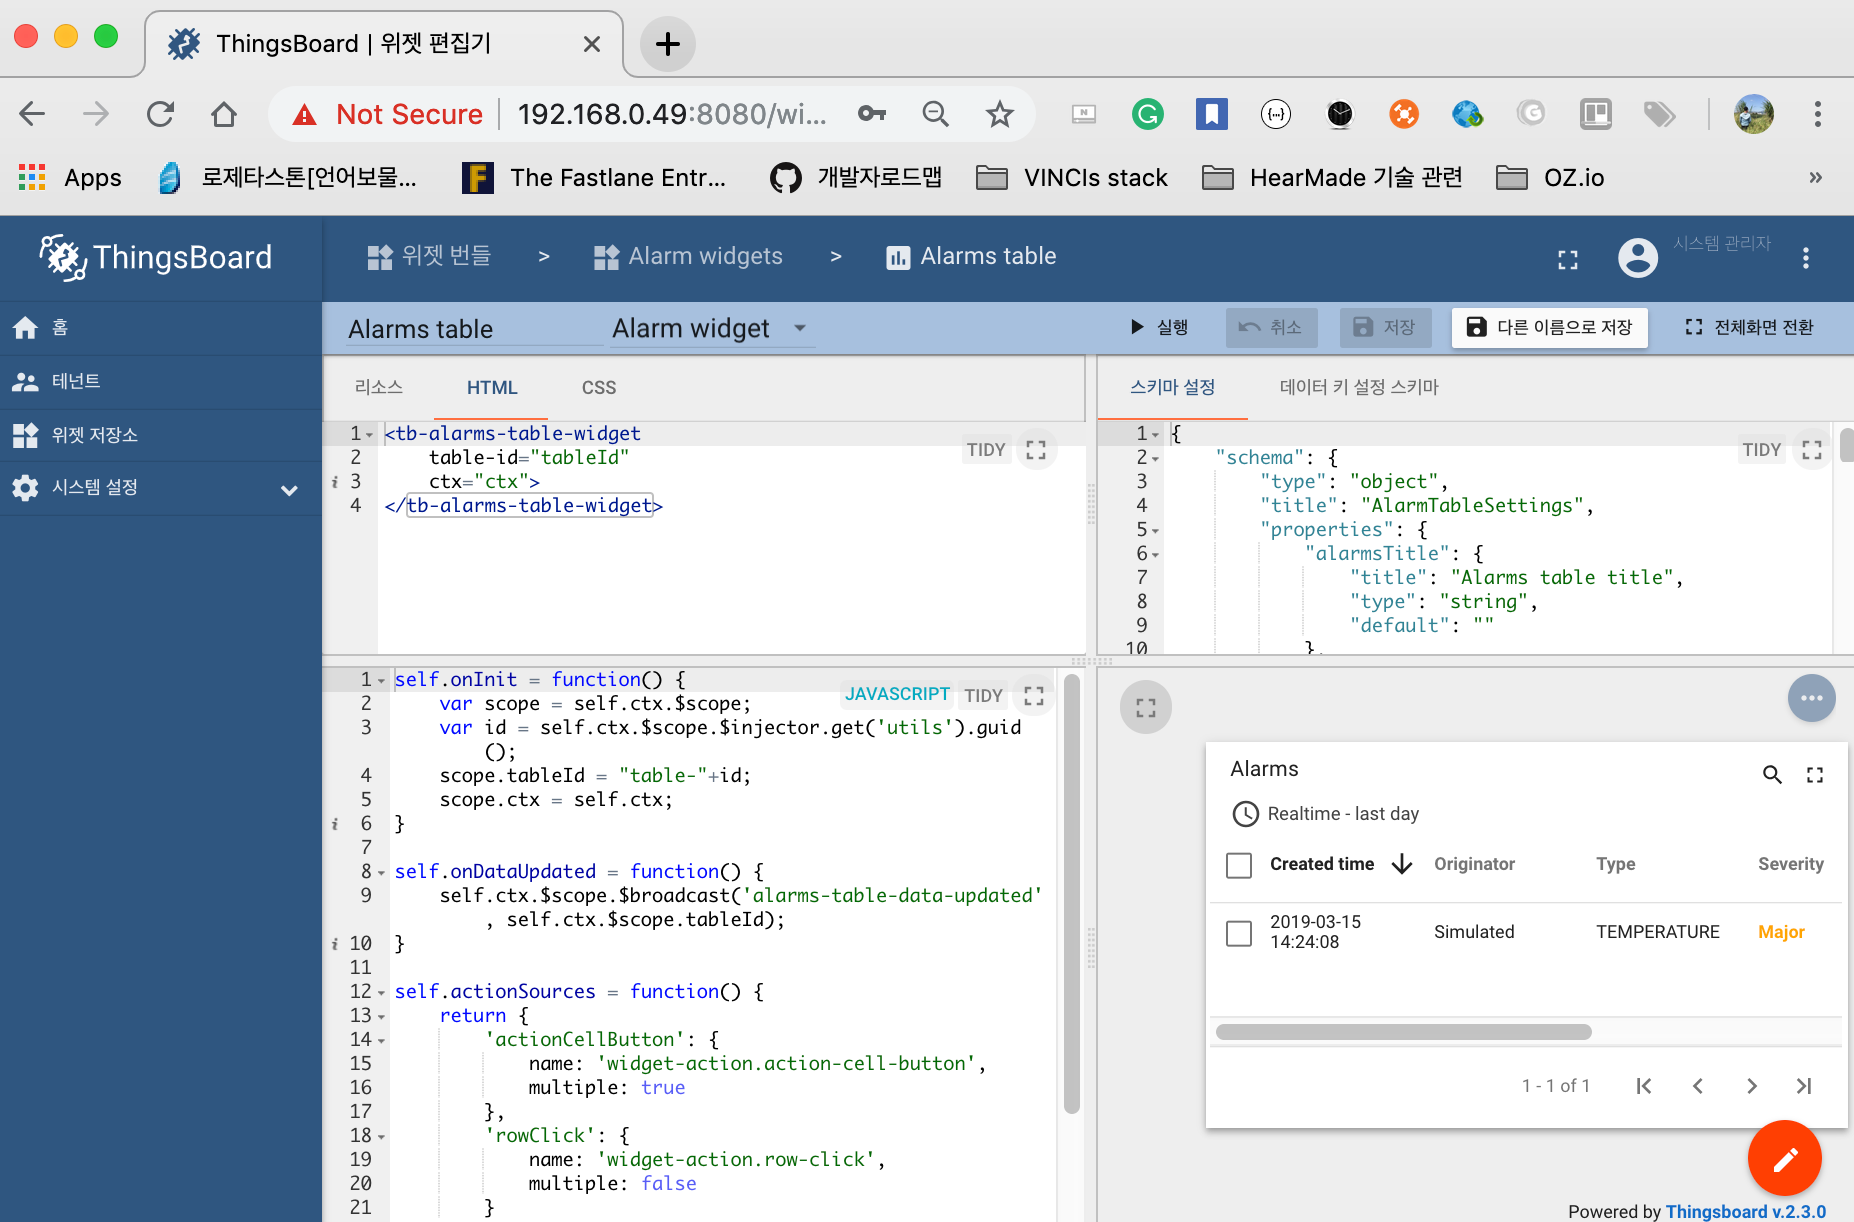 ThingsBoard | 위젯 편집기
Not Secure 192.168.0.49:8080/wi...
Apps 로제타스톤[언어보물... The Fastlane Entr... 개발자로드맵 VINCIs stack HearMade 기술 관련 OZ.io »
ThingsBoard 위젯 번들 > Alarm widgets > Alarms table 시스템 관리자
홈
테넌트
위젯 저장소
시스템 설정
Alarms table Alarm widget 실행 취소 저장 다른 이름으로 저장 전체화면 전환
리소스 HTML CSS
TIDY
1 <tb-alarms-table-widget
2 table-id="tableId"
3 ctx="ctx">
4 </tb-alarms-table-widget>
스키마 설정 데이터 키 설정 스키마
TIDY
1 {
2 "schema": {
3 "type": "object",
4 "title": "AlarmTableSettings",
5 "properties": {
6 "alarmsTitle": {
7 "title": "Alarms table title",
8 "type": "string",
9 "default": ""
10 },
JAVASCRIPT TIDY
1 self.onInit = function() {
2 var scope = self.ctx.$scope;
3 var id = self.ctx.$scope.$injector.get('utils').guid
();
4 scope.tableId = "table-"+id;
5 scope.ctx = self.ctx;
6 }
7
8 self.onDataUpdated = function() {
9 self.ctx.$scope.$broadcast('alarms-table-data-updated'
, self.ctx.$scope.tableId);
10 }
11
12 self.actionSources = function() {
13 return {
14 'actionCellButton': {
15 name: 'widget-action.action-cell-button',
16 multiple: true
17 },
18 'rowClick': {
19 name: 'widget-action.row-click',
20 multiple: false
21 }
Alarms
Realtime - last day
Created time Originator Type Severity
2019-03-15
14:24:08 Simulated TEMPERATURE Major
1 - 1 of 1
Powered by Thingsboard v.2.3.0